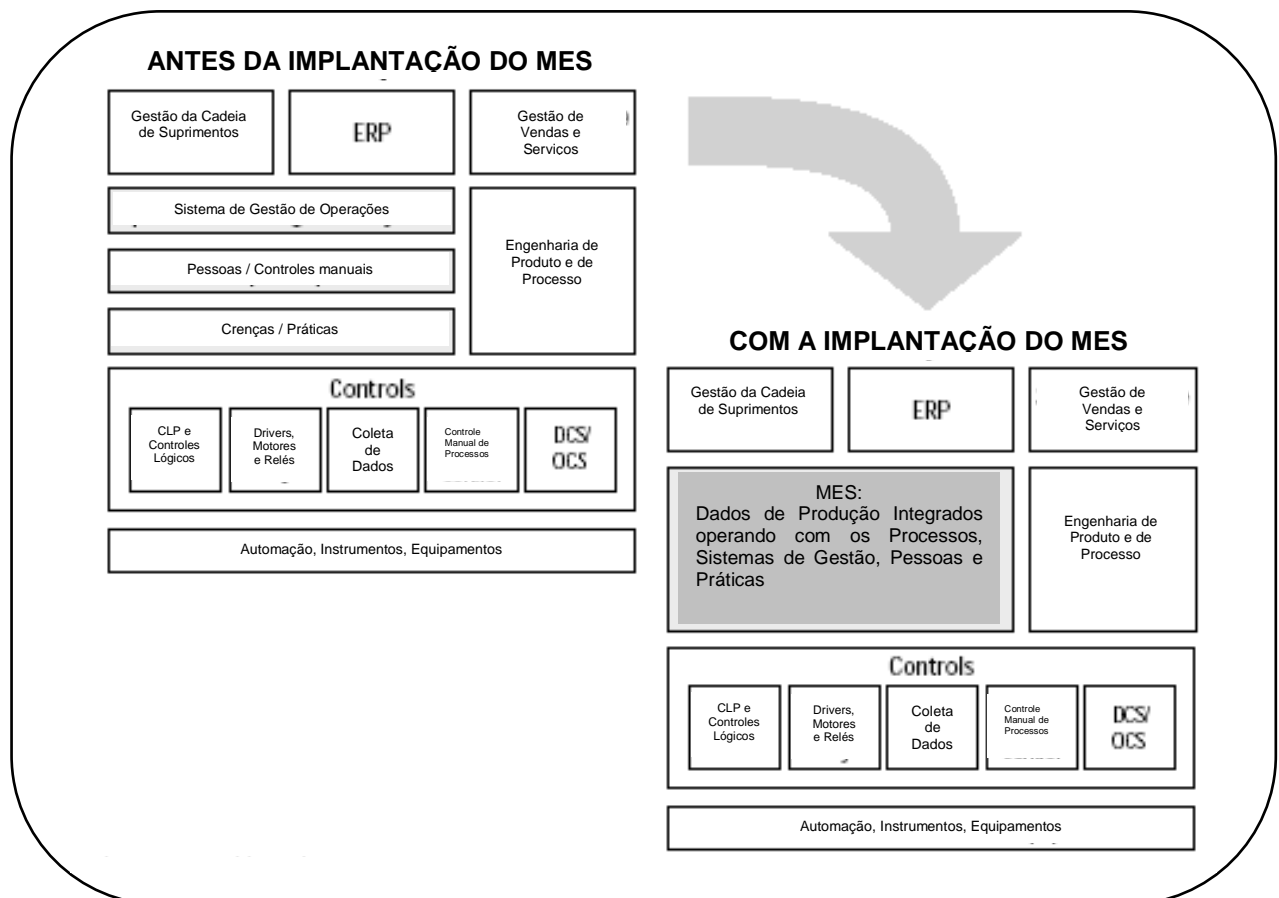 ANTES DA IMPLANTAÇÃO DO MES
Gestão da Cadeia
de Suprimentos
ERP
Gestão de
Vendas e
Serviços
Sistema de Gestão de Operações
Pessoas / Controles manuais
Crenças / Práticas
Engenharia de
Produto e de
Processo
Controls
CLP e
Controles
Lógicos
Drivers,
Motores
e Relés
Coleta
de
Dados
Controle
Manual de
Processos
DCS/
OCS
Automação, Instrumentos, Equipamentos
COM A IMPLANTAÇÃO DO MES
Gestão da Cadeia
de Suprimentos
ERP
Gestão de
Vendas e
Serviços
MES:
Dados de Produção Integrados
operando com os Processos,
Sistemas de Gestão, Pessoas e
Práticas
Engenharia de
Produto e de
Processo
Controls
CLP e
Controles
Lógicos
Drivers,
Motores
e Relés
Coleta
de
Dados
Controle
Manual de
Processos
DCS/
OCS
Automação, Instrumentos, Equipamentos